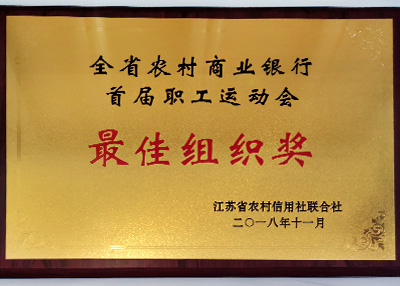 全省农村商业银行
首届职工运动会
最佳组织奖
江苏省农村信用社联合社
二〇一八年十一月